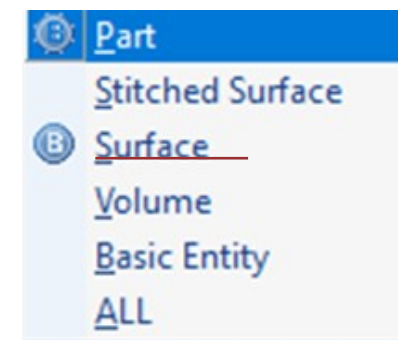 B Part
Stitched Surface
B Surface
Volume
Basic Entity
ALL